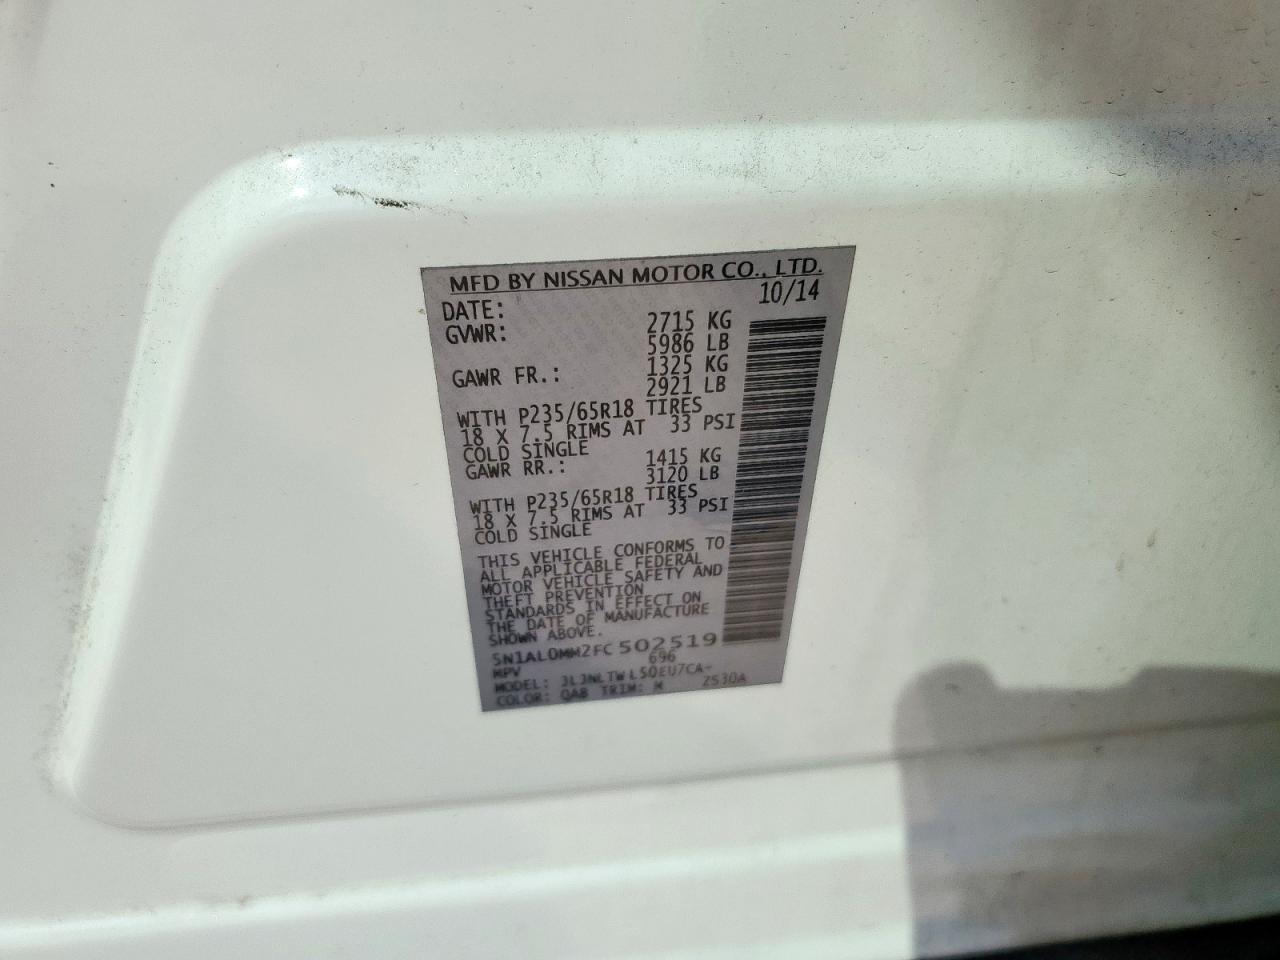 MFD BY NISSAN MOTOR CO., LTD.
DATE: 10/14
GVWR: 2715 KG
5986 LB
GAWR FR.: 1325 KG
2921 LB
WITH P235/65R18 TIRES
18 X 7.5 RIMS AT 33 PSI
COLD SINGLE
GAWR RR.: 1415 KG
3120 LB
WITH P235/65R18 TIRES
18 X 7.5 RIMS AT 33 PSI
COLD SINGLE
THIS VEHICLE CONFORMS TO
ALL APPLICABLE FEDERAL
MOTOR VEHICLE SAFETY AND
THEFT PREVENTION
STANDARDS IN EFFECT ON
THE DATE OF MANUFACTURE
SHOWN ABOVE.
5N1AL0MM2FC502519
MPV 696
MODEL: JLJNLTWL50EU7CA-
COLOR: QAB TRIM: W 2S30A